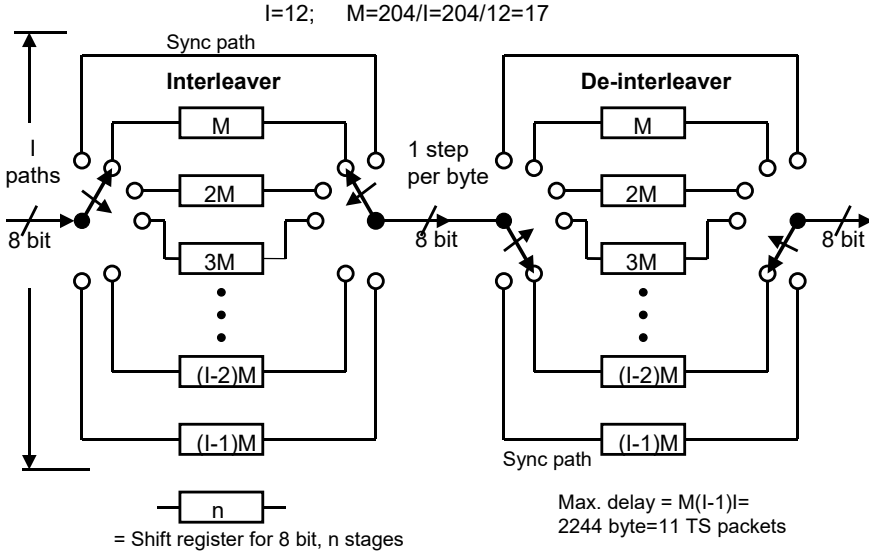 I=12; M=204/I=204/12=17
Sync path
Interleaver
De-interleaver
M
M
I
paths
1 step
per byte
2M
2M
8 bit
8 bit
8 bit
3M
3M
(I-2)M
(I-2)M
(I-1)M
(I-1)M
Sync path
n
= Shift register for 8 bit, n stages
Max. delay = M(I-1)I=
2244 byte=11 TS packets